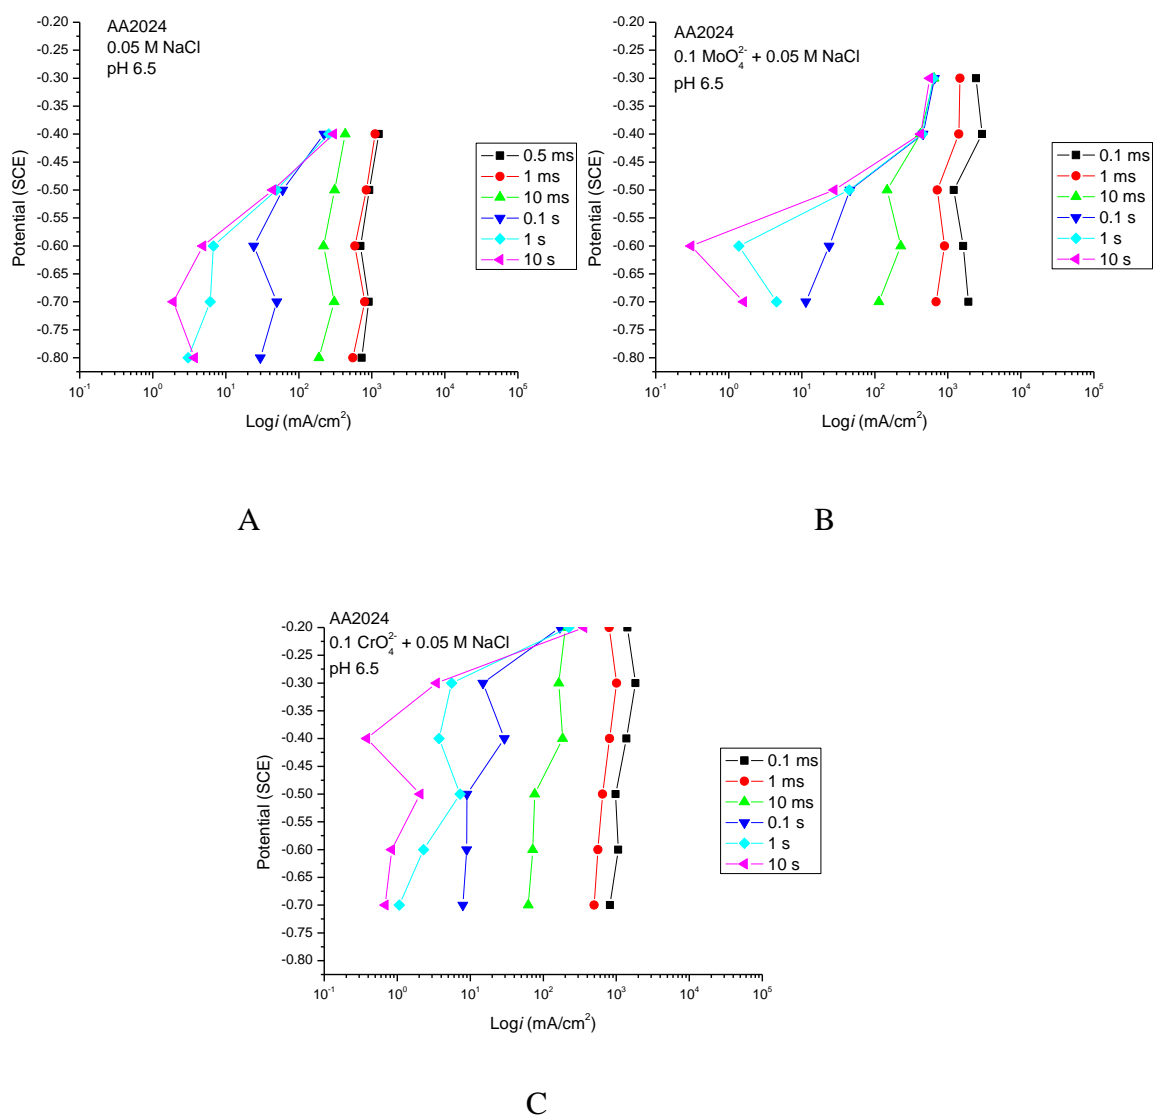 AA2024
0.05 M NaCl
pH 6.5
Potential (SCE)
-0.20
-0.25
-0.30
-0.35
-0.40
-0.45
-0.50
-0.55
-0.60
-0.65
-0.70
-0.75
-0.80
10⁻¹ 10⁰ 10¹ 10² 10³ 10⁴ 10⁵
Logi (mA/cm²)
0.5 ms
1 ms
10 ms
0.1 s
1 s
10 s
A
AA2024
0.1 MoO₄²⁻ + 0.05 M NaCl
pH 6.5
Potential (SCE)
-0.20
-0.25
-0.30
-0.35
-0.40
-0.45
-0.50
-0.55
-0.60
-0.65
-0.70
-0.75
-0.80
10⁻¹ 10⁰ 10¹ 10² 10³ 10⁴ 10⁵
Logi (mA/cm²)
0.1 ms
1 ms
10 ms
0.1 s
1 s
10 s
B
AA2024
0.1 CrO₄²⁻ + 0.05 M NaCl
pH 6.5
Potential (SCE)
-0.20
-0.25
-0.30
-0.35
-0.40
-0.45
-0.50
-0.55
-0.60
-0.65
-0.70
-0.75
-0.80
10⁻¹ 10⁰ 10¹ 10² 10³ 10⁴ 10⁵
Logi (mA/cm²)
0.1 ms
1 ms
10 ms
0.1 s
1 s
10 s
C